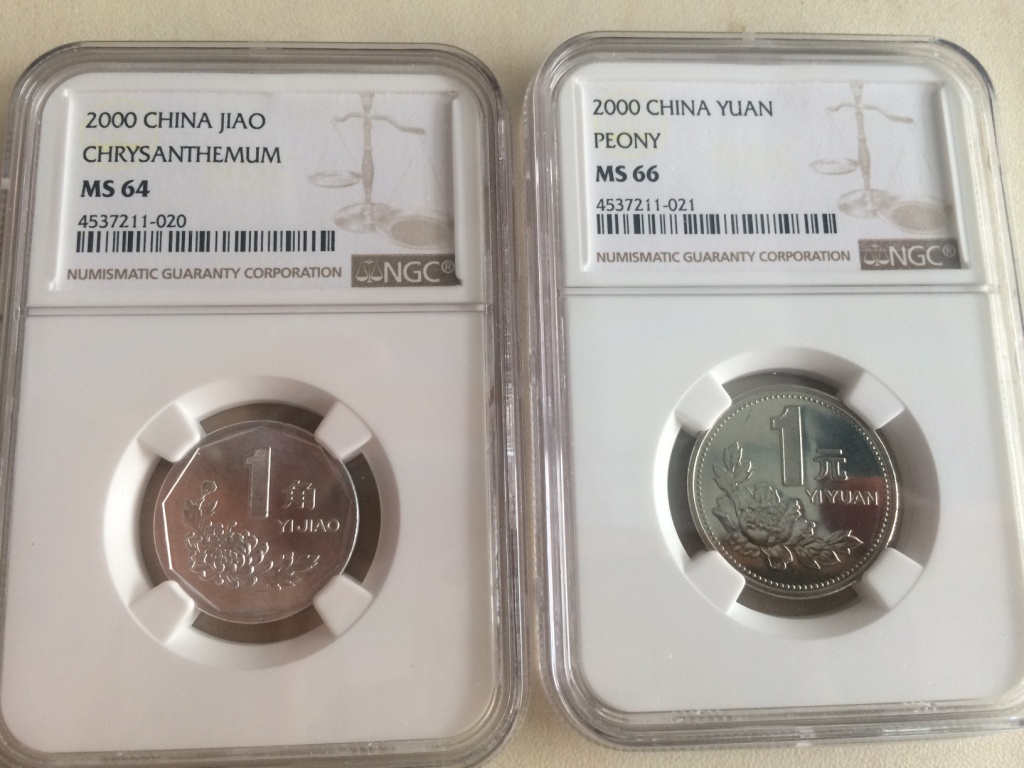 2000 CHINA JIAO
CHRYSANTHEMUM
MS 64
4537211-020
NUMISMATIC GUARANTY CORPORATION NGC®
1 角
YI JIAO
2000 CHINA YUAN
PEONY
MS 66
4537211-021
NUMISMATIC GUARANTY CORPORATION NGC®
1 元
YI YUAN